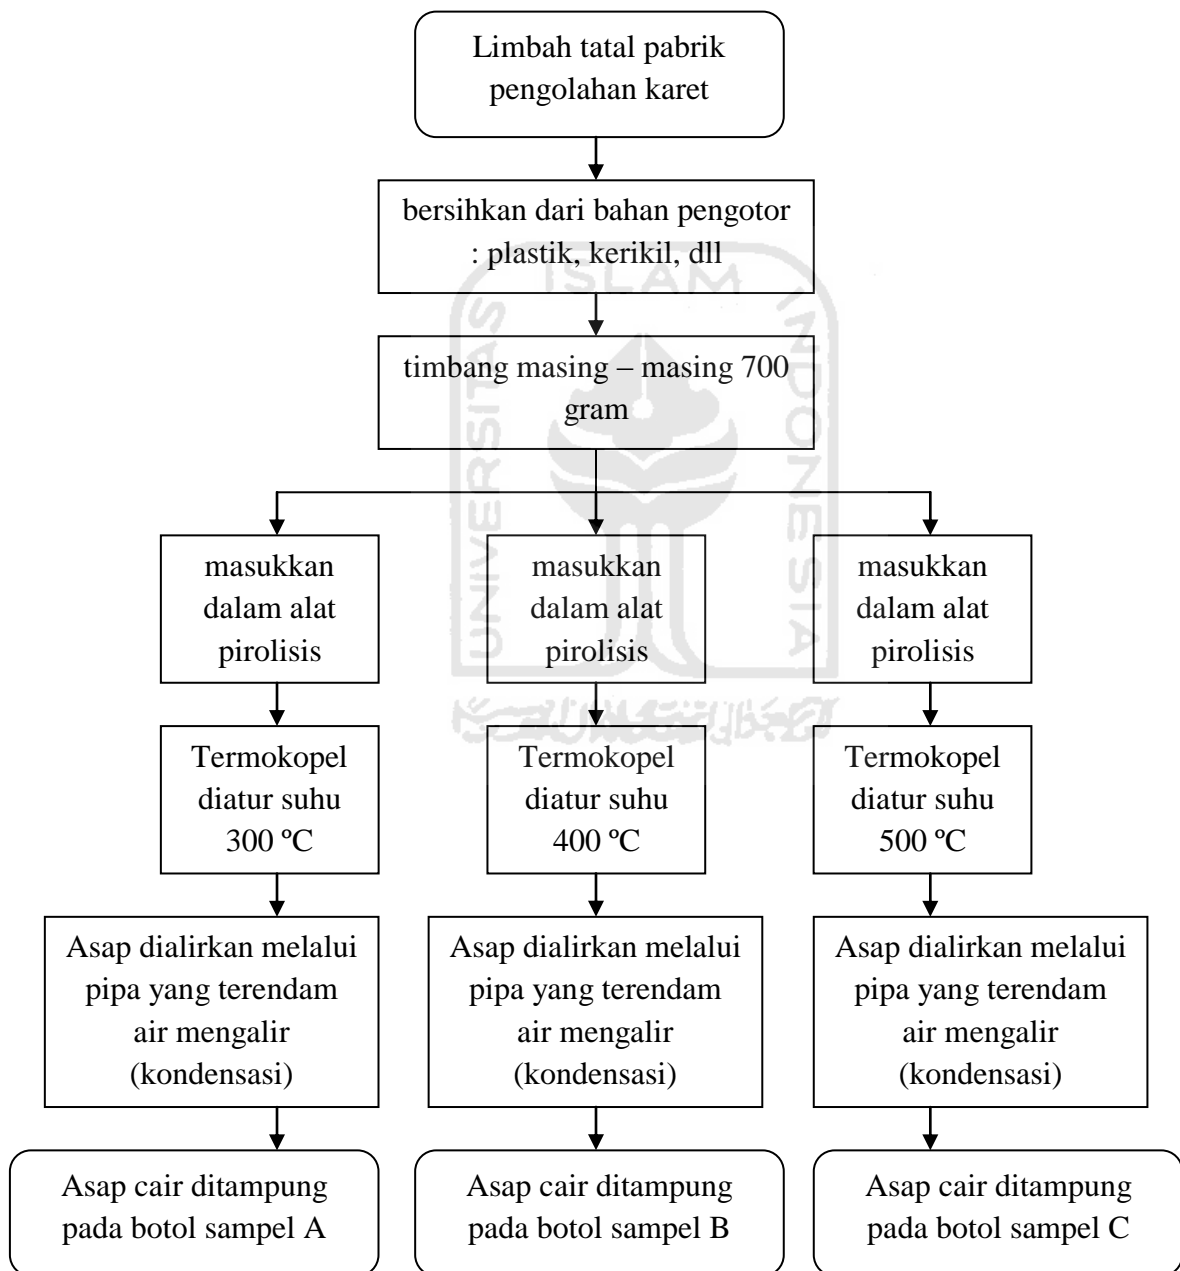 Limbah tatal pabrik
pengolahan karet
bersihkan dari bahan pengotor
: plastik, kerikil, dll
timbang masing – masing 700
gram
masukkan
dalam alat
pirolisis
masukkan
dalam alat
pirolisis
masukkan
dalam alat
pirolisis
Termokopel
diatur suhu
300 ºC
Termokopel
diatur suhu
400 ºC
Termokopel
diatur suhu
500 ºC
Asap dialirkan melalui
pipa yang terendam
air mengalir
(kondensasi)
Asap dialirkan melalui
pipa yang terendam
air mengalir
(kondensasi)
Asap dialirkan melalui
pipa yang terendam
air mengalir
(kondensasi)
Asap cair ditampung
pada botol sampel A
Asap cair ditampung
pada botol sampel B
Asap cair ditampung
pada botol sampel C
UNIVERSITAS
ISLAM
INDONESIA